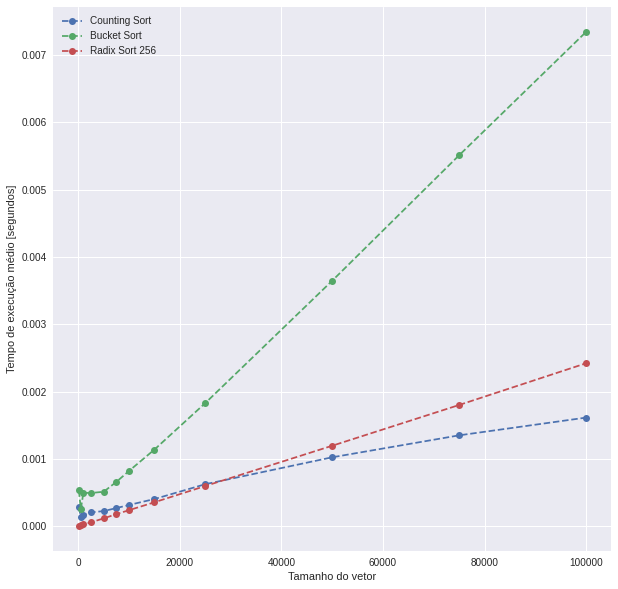 Counting Sort
Bucket Sort
Radix Sort 256
0.007
0.006
0.005
0.004
0.003
0.002
0.001
0.000
Tempo de execução médio [segundos]
0 20000 40000 60000 80000 100000
Tamanho do vetor